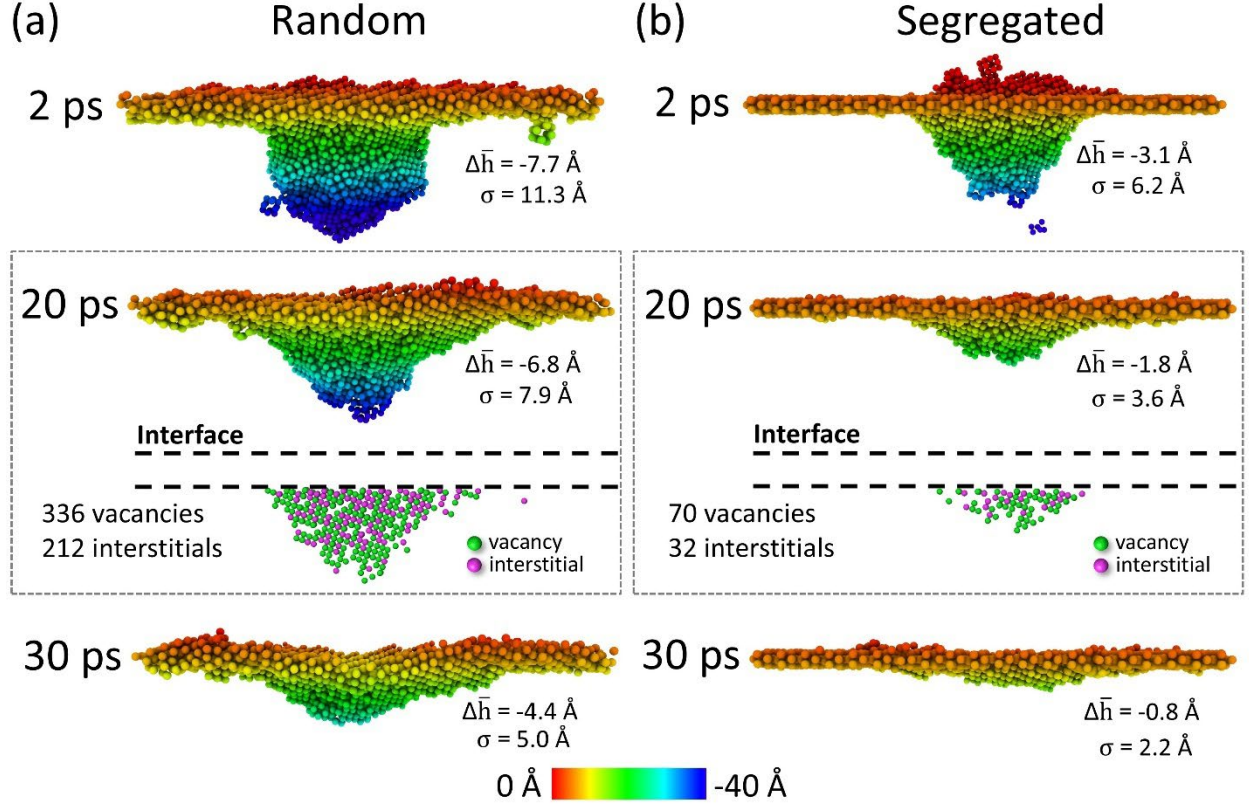 (a) Random
2 ps
Δh̄ = -7.7 Å
σ = 11.3 Å
20 ps
Δh̄ = -6.8 Å
σ = 7.9 Å
Interface
336 vacancies
212 interstitials
vacancy
interstitial
30 ps
Δh̄ = -4.4 Å
σ = 5.0 Å
(b) Segregated
2 ps
Δh̄ = -3.1 Å
σ = 6.2 Å
20 ps
Δh̄ = -1.8 Å
σ = 3.6 Å
Interface
70 vacancies
32 interstitials
vacancy
interstitial
30 ps
Δh̄ = -0.8 Å
σ = 2.2 Å
0 Å -40 Å